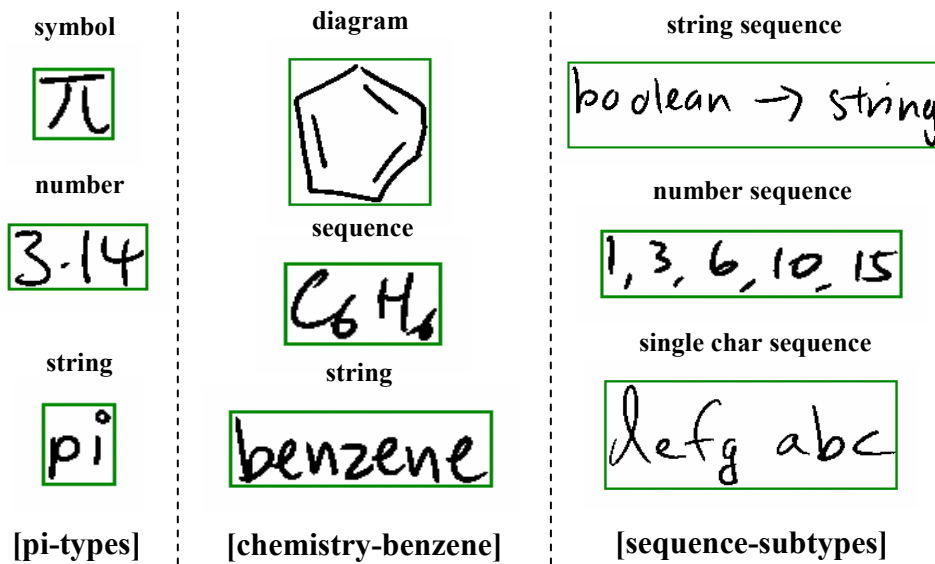 symbol
π
number
3.14
string
pi
[pi-types]
diagram
sequence
C6H6
string
benzene
[chemistry-benzene]
string sequence
boolean → string
number sequence
1, 3, 6, 10, 15
single char sequence
defg abc
[sequence-subtypes]